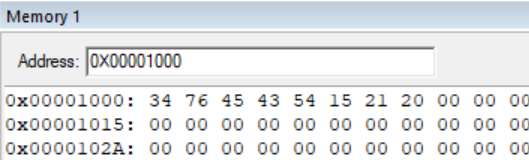 Memory 1
Address: 0X00001000
0x00001000: 34 76 45 43 54 15 21 20 00 00 00
0x00001015: 00 00 00 00 00 00 00 00 00 00 00
0x0000102A: 00 00 00 00 00 00 00 00 00 00 00